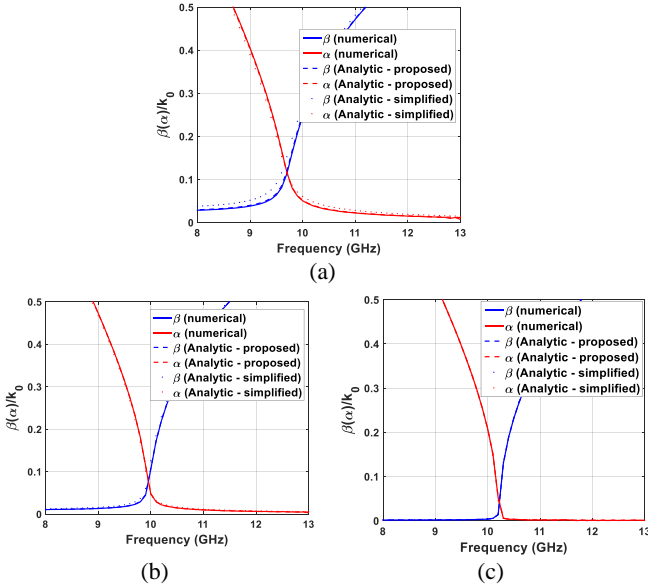 0.5
0.4
0.3
0.2
0.1
0
β(α)/k0
β (numerical)
α (numerical)
β (Analytic - proposed)
α (Analytic - proposed)
β (Analytic - simplified)
α (Analytic - simplified)
8 9 10 11 12 13
Frequency (GHz)
(a)
0.5
0.4
0.3
0.2
0.1
0
β(α)/k0
β (numerical)
α (numerical)
β (Analytic - proposed)
α (Analytic - proposed)
β (Analytic - simplified)
α (Analytic - simplified)
8 9 10 11 12 13
Frequency (GHz)
(b)
0.5
0.4
0.3
0.2
0.1
0
β(α)/k0
β (numerical)
α (numerical)
β (Analytic - proposed)
α (Analytic - proposed)
β (Analytic - simplified)
α (Analytic - simplified)
8 9 10 11 12 13
Frequency (GHz)
(c)